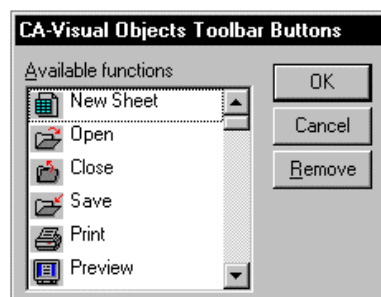 CA-Visual Objects Toolbar Buttons
Available functions
New Sheet
Open
Close
Save
Print
Preview
OK
Cancel
Remove